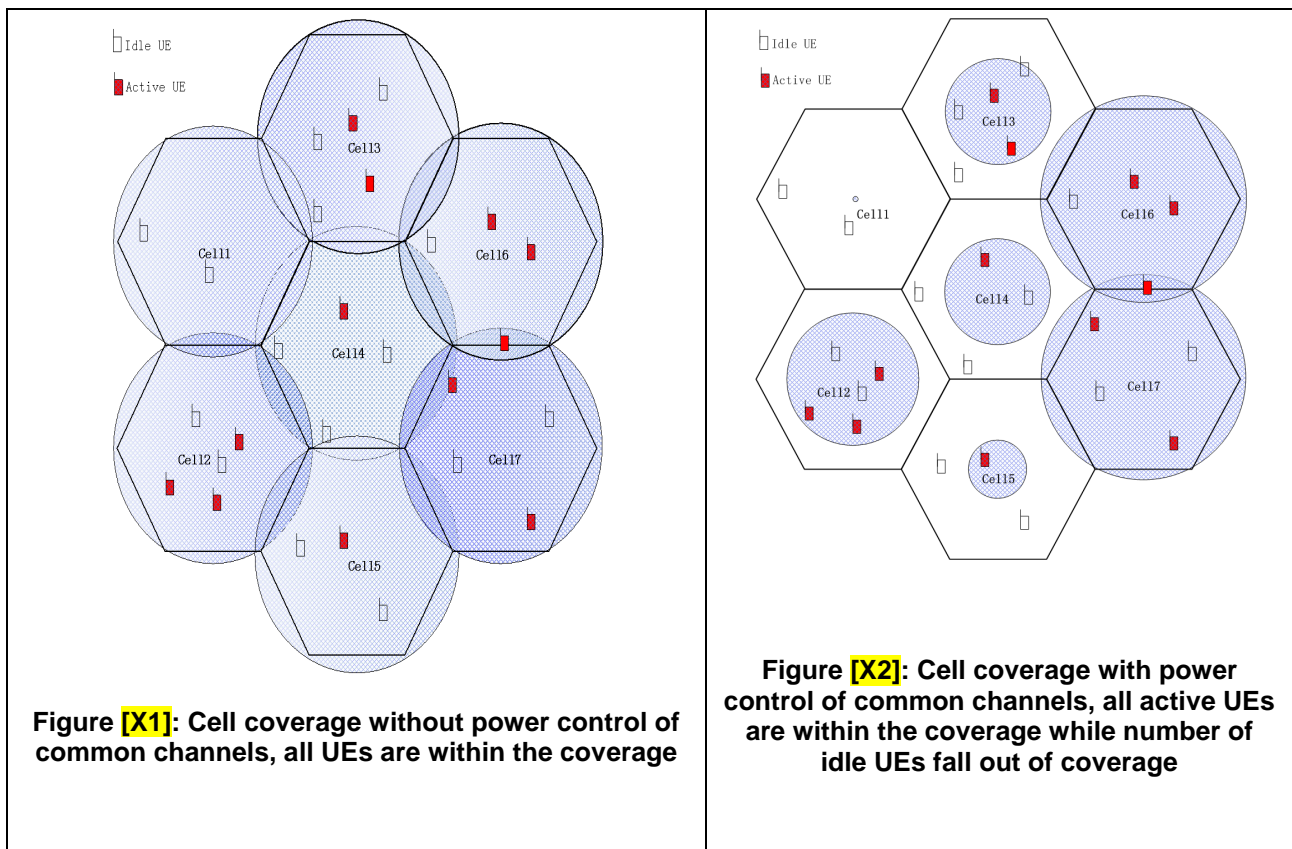 Idle UE
Active UE
Cell3
Cell6
Cell1
Cell4
Cell2
Cell7
Cell5
Figure [X1]: Cell coverage without power control of
common channels, all UEs are within the coverage
Idle UE
Active UE
Cell3
Cell6
Cell1
Cell4
Cell7
Cell2
Cell5
Figure [X2]: Cell coverage with power
control of common channels, all active UEs
are within the coverage while number of
idle UEs fall out of coverage